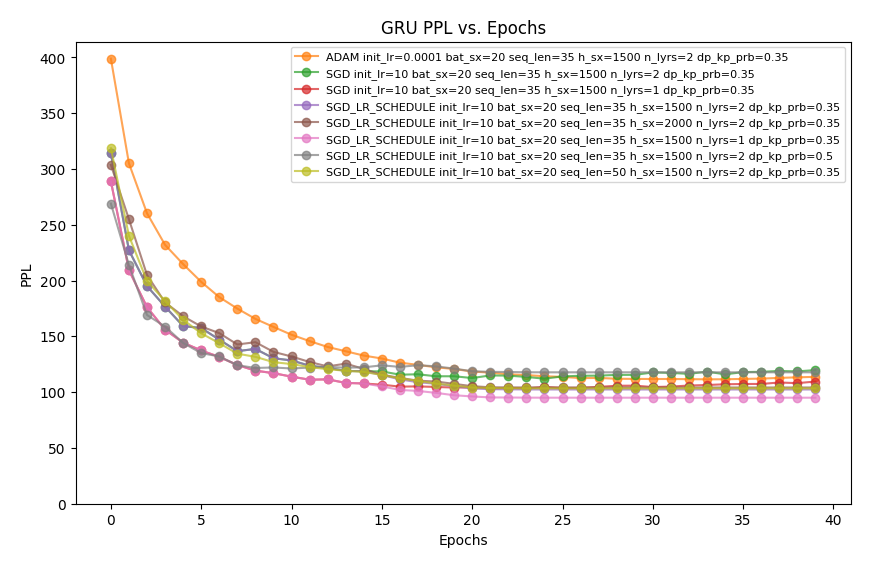 GRU PPL vs. Epochs
ADAM init_lr=0.0001 bat_sx=20 seq_len=35 h_sx=1500 n_lyrs=2 dp_kp_prb=0.35
SGD init_lr=10 bat_sx=20 seq_len=35 h_sx=1500 n_lyrs=2 dp_kp_prb=0.35
SGD init_lr=10 bat_sx=20 seq_len=35 h_sx=1500 n_lyrs=1 dp_kp_prb=0.35
SGD_LR_SCHEDULE init_lr=10 bat_sx=20 seq_len=35 h_sx=1500 n_lyrs=2 dp_kp_prb=0.35
SGD_LR_SCHEDULE init_lr=10 bat_sx=20 seq_len=35 h_sx=2000 n_lyrs=2 dp_kp_prb=0.35
SGD_LR_SCHEDULE init_lr=10 bat_sx=20 seq_len=35 h_sx=1500 n_lyrs=1 dp_kp_prb=0.35
SGD_LR_SCHEDULE init_lr=10 bat_sx=20 seq_len=35 h_sx=1500 n_lyrs=2 dp_kp_prb=0.5
SGD_LR_SCHEDULE init_lr=10 bat_sx=20 seq_len=50 h_sx=1500 n_lyrs=2 dp_kp_prb=0.35
PPL
400
350
300
250
200
150
100
50
0
0 5 10 15 20 25 30 35 40
Epochs